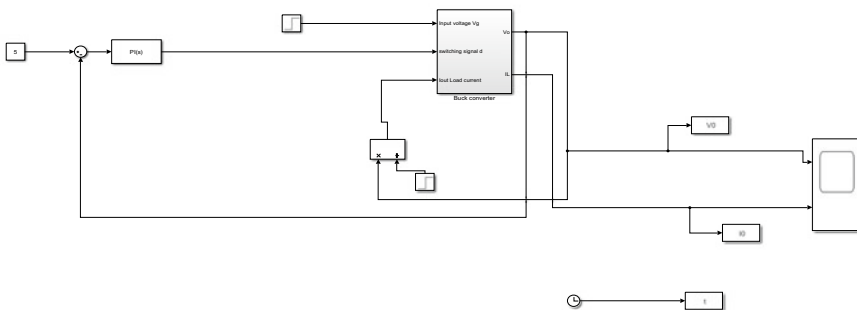 5
PI(s)
Input voltage Vg
switching signal d
Iout Load current
Vo
IL
Buck converter
V0
I0
t